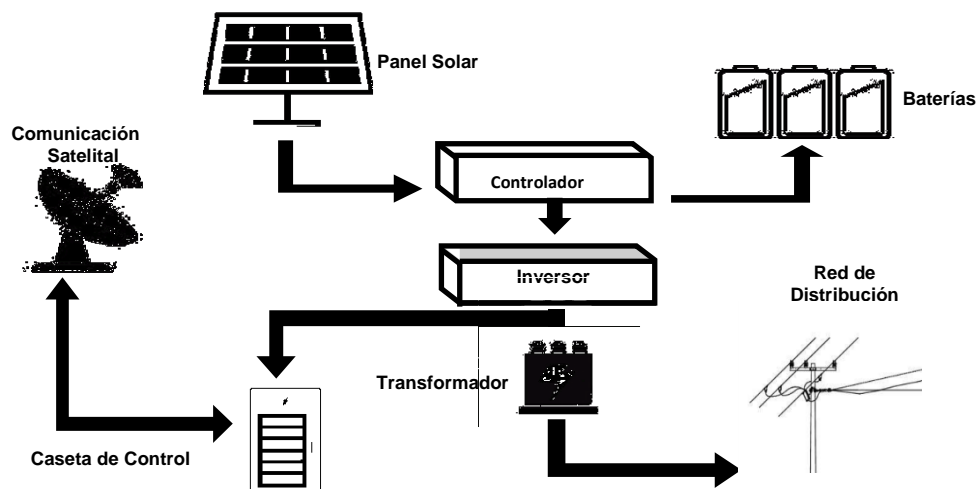 Panel Solar
Baterías
Comunicación
Satelital
Controlador
Inversor
Red de
Distribución
Transformador
Caseta de Control